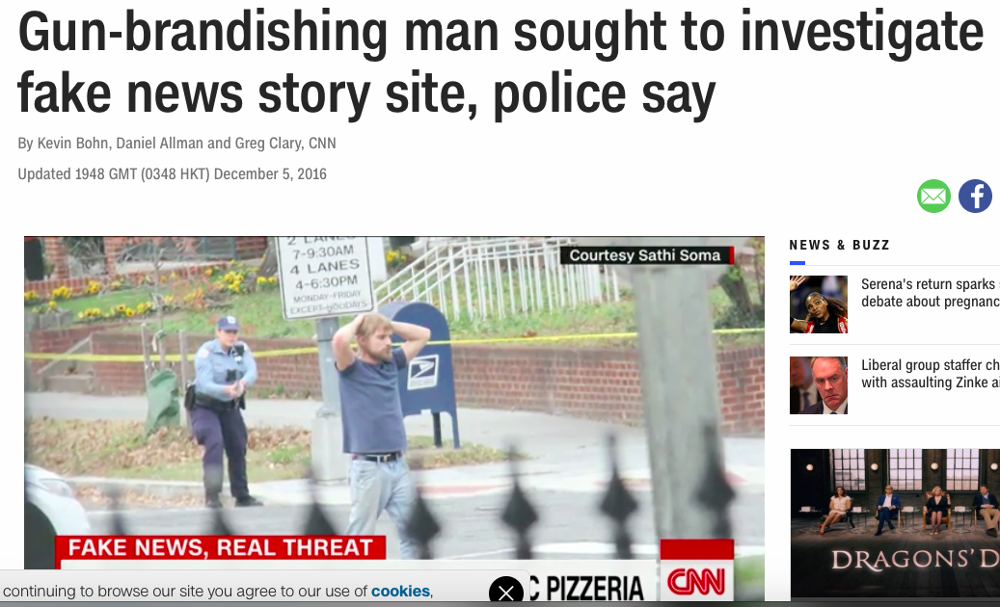 Gun-brandishing man sought to investigate
fake news story site, police say
By Kevin Bohn, Daniel Allman and Greg Clary, CNN
Updated 1948 GMT (0348 HKT) December 5, 2016
f
NEWS & BUZZ
Serena's return sparks
debate about pregnanc
Liberal group staffer ch
with assaulting Zinke ai
2 LANES
7-9:30AM
4 LANES
4-6:30PM
MONDAY-FRIDAY
EXCEPT HOLIDAYS
Courtesy Sathi Soma
FAKE NEWS, REAL THREAT
C PIZZERIA
CNN
DRAGONS' D
continuing to browse our site you agree to our use of cookies,